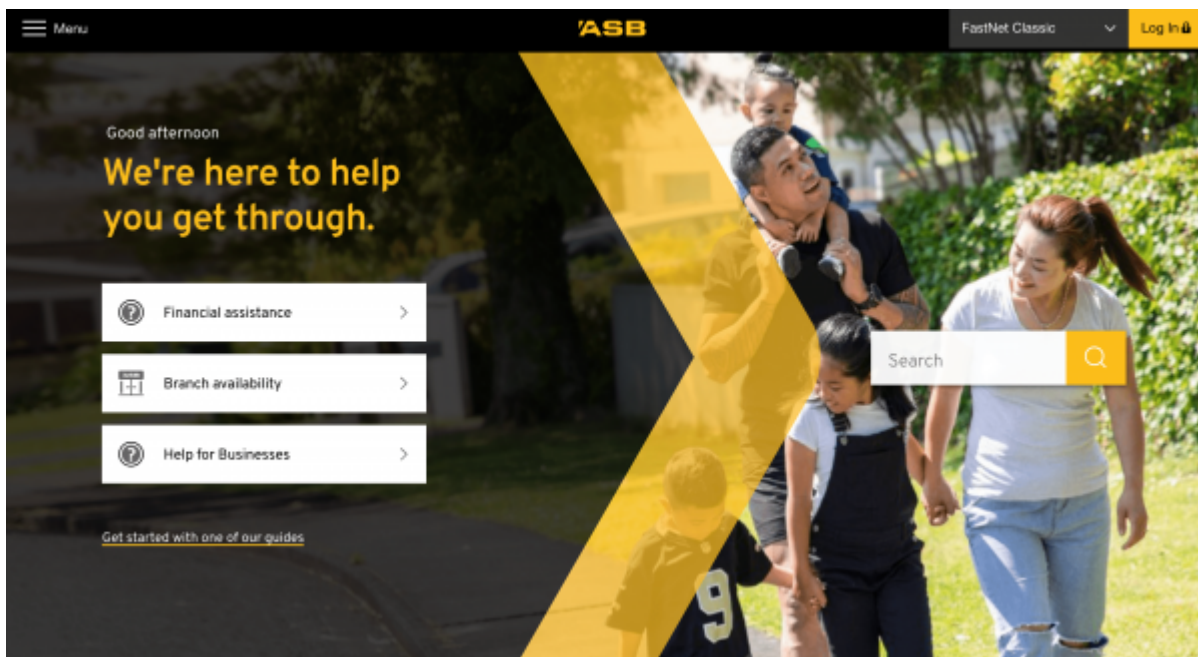 Menu
ASB
FastNet Classic
Log In
Good afternoon
We're here to help
you get through.
Financial assistance
Branch availability
Help for Businesses
Get started with one of our guides
Search
9